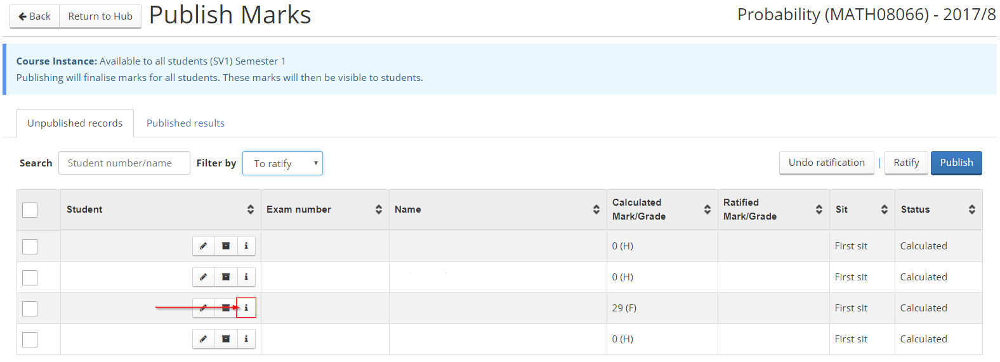 Back Return to Hub Publish Marks Probability (MATH08066) - 2017/8
Course Instance: Available to all students (SV1) Semester 1
Publishing will finalise marks for all students. These marks will then be visible to students.
Unpublished records Published results
Search Student number/name Filter by To ratify Undo ratification | Ratify Publish
Student Exam number Name Calculated Mark/Grade Ratified Mark/Grade Sit Status
i 0 (H) First sit Calculated
i 0 (H) First sit Calculated
i 29 (F) First sit Calculated
i 0 (H) First sit Calculated